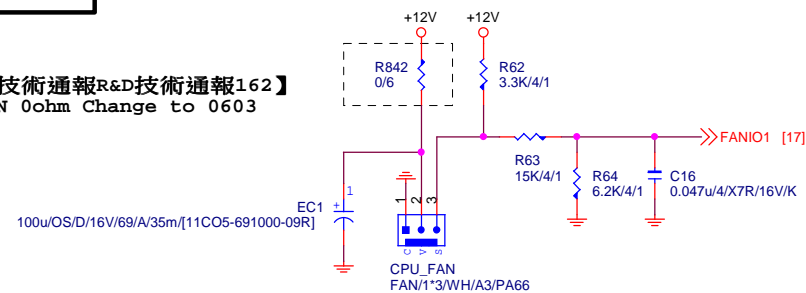 +12V
+12V
技術通報R&D技術通報162】
N 0ohm Change to 0603
R842
0/6
R62
3.3K/4/1
FANIO1 [17]
R63
15K/4/1
R64
6.2K/4/1
C16
0.047u/4/X7R/16V/K
1
+
EC1
100u/OS/D/16V/69/A/35m/[11CO5-691000-09R]
1
2
3
C
V
S
CPU_FAN
FAN/1*3/WH/A3/PA66